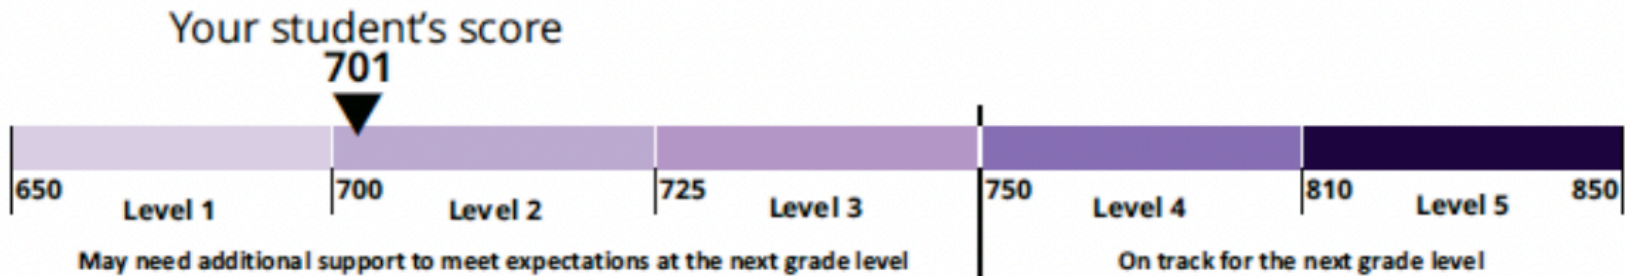 Your student's score
701
650 700 725 750 810 850
Level 1 Level 2 Level 3 Level 4 Level 5
May need additional support to meet expectations at the next grade level On track for the next grade level